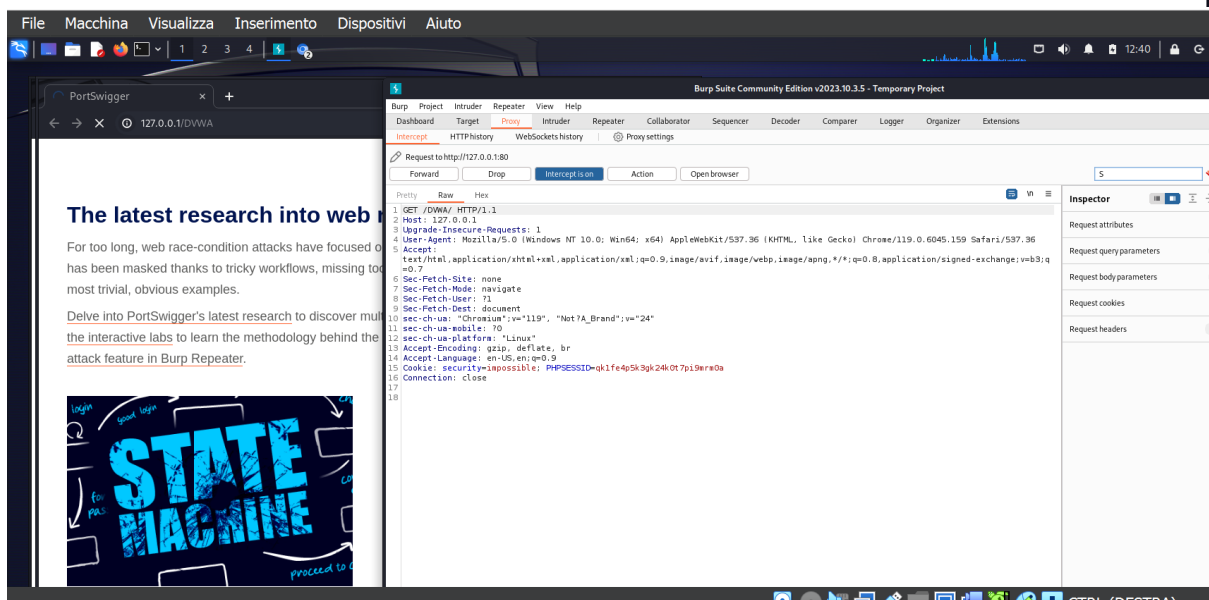 File Macchina Visualizza Inserimento Dispositivi Aiuto
1 2 3 4 12:40
PortSwigger × +
127.0.0.1/DVWA
The latest research into web
For too long, web race-condition attacks have focused
has been masked thanks to tricky workflows, missing
most trivial, obvious examples.
Delve into PortSwigger's latest research to discover
the interactive labs to learn the methodology behind the
attack feature in Burp Repeater.
login
good login
for
pas
STATE
MACHINE
proceed to
Burp Suite Community Edition v2023.10.3.5 - Temporary Project
Burp Project Intruder Repeater View Help
Dashboard Target Proxy Intruder Repeater Collaborator Sequencer Decoder Comparer Logger Organizer Extensions
Intercept HTTP history WebSockets history Proxy settings
Request to http://127.0.0.1:80
Forward Drop Intercept is on Action Open browser
S
Pretty Raw Hex \n
1 GET /DVWA/ HTTP/1.1
2 Host: 127.0.0.1
3 Upgrade-Insecure-Requests: 1
4 User-Agent: Mozilla/5.0 (Windows NT 10.0; Win64; x64) AppleWebKit/537.36 (KHTML, like Gecko) Chrome/119.0.6045.159 Safari/537.36
5 Accept:
text/html,application/xhtml+xml,application/xml;q=0.9,image/avif,image/webp,image/apng,*/*;q=0.8,application/signed-exchange;v=b3;q
=0.7
6 Sec-Fetch-Site: none
7 Sec-Fetch-Mode: navigate
8 Sec-Fetch-User: ?1
9 Sec-Fetch-Dest: document
10 sec-ch-ua: "Chromium";v="119", "Not?A_Brand";v="24"
11 sec-ch-ua-mobile: ?0
12 sec-ch-ua-platform: "Linux"
13 Accept-Encoding: gzip, deflate, br
14 Accept-Language: en-US,en;q=0.9
15 Cookie: security=impossible; PHPSESSID=qk1fe4p5k3gk24k0t7pi9mrm0a
16 Connection: close
17
18
Inspector
Request attributes
Request query parameters
Request body parameters
Request cookies
Request headers
CTRL (DESTRA)